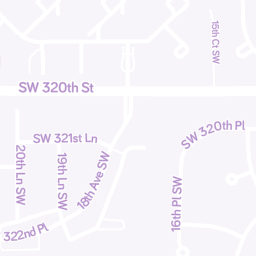 15th Ct SW
SW 320th St
SW 320th Pl
SW 321st Ln
20th Ln SW
19th Ln SW
18th Ave SW
16th Pl SW
322nd Pl